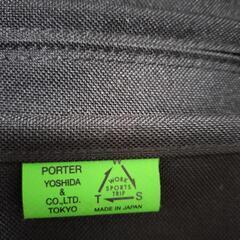 PORTER
YOSHIDA
& CO.,LTD.
TOKYO
W
WORK
SPORTS
TRIP
T S
MADE IN JAPAN